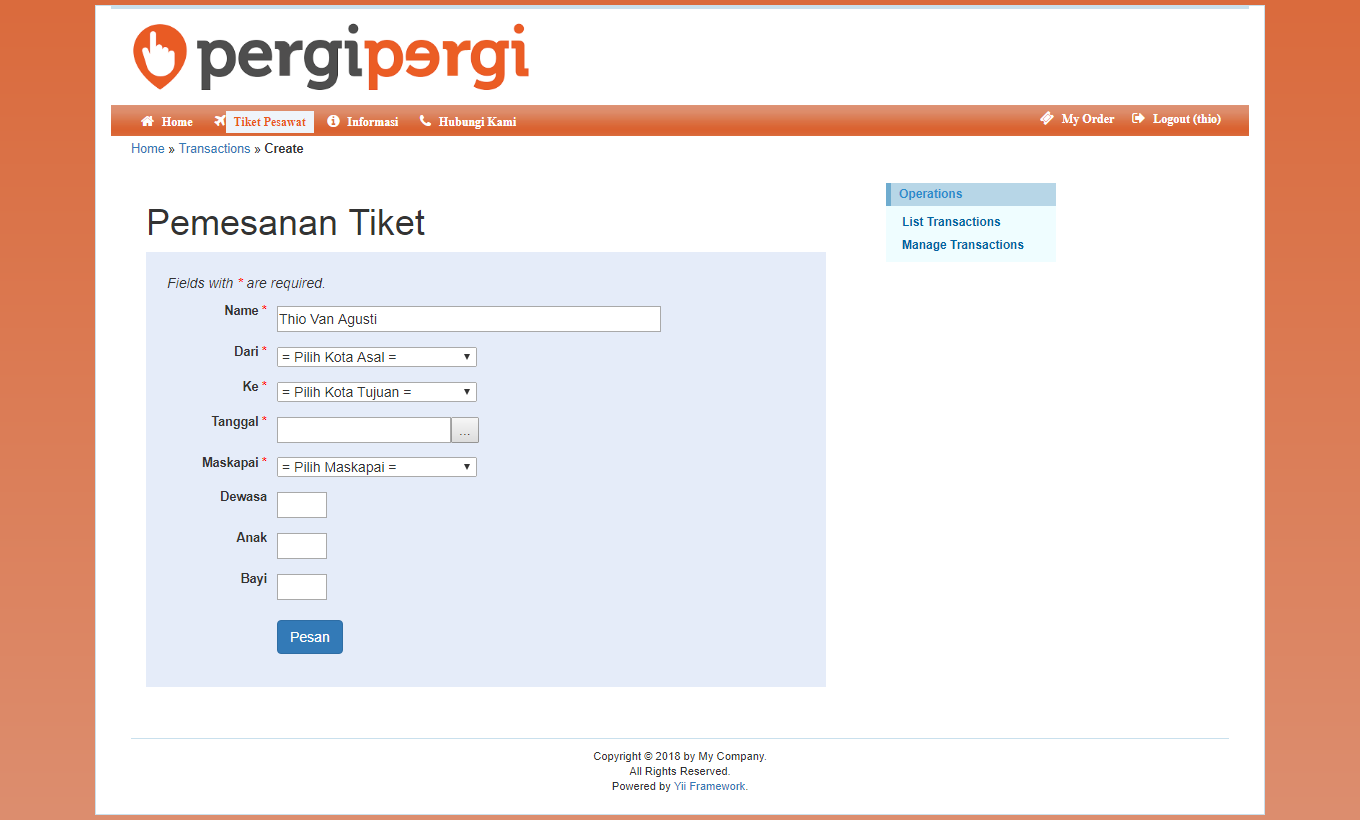 pergipergi
Home Tiket Pesawat Informasi Hubungi Kami My Order Logout (thio)
Home » Transactions » Create
Operations
List Transactions
Manage Transactions
Pemesanan Tiket
Fields with * are required.
Name * Thio Van Agusti
Dari * = Pilih Kota Asal =
Ke * = Pilih Kota Tujuan =
Tanggal * ...
Maskapai * = Pilih Maskapai =
Dewasa
Anak
Bayi
Pesan
Copyright © 2018 by My Company.
All Rights Reserved.
Powered by Yii Framework.